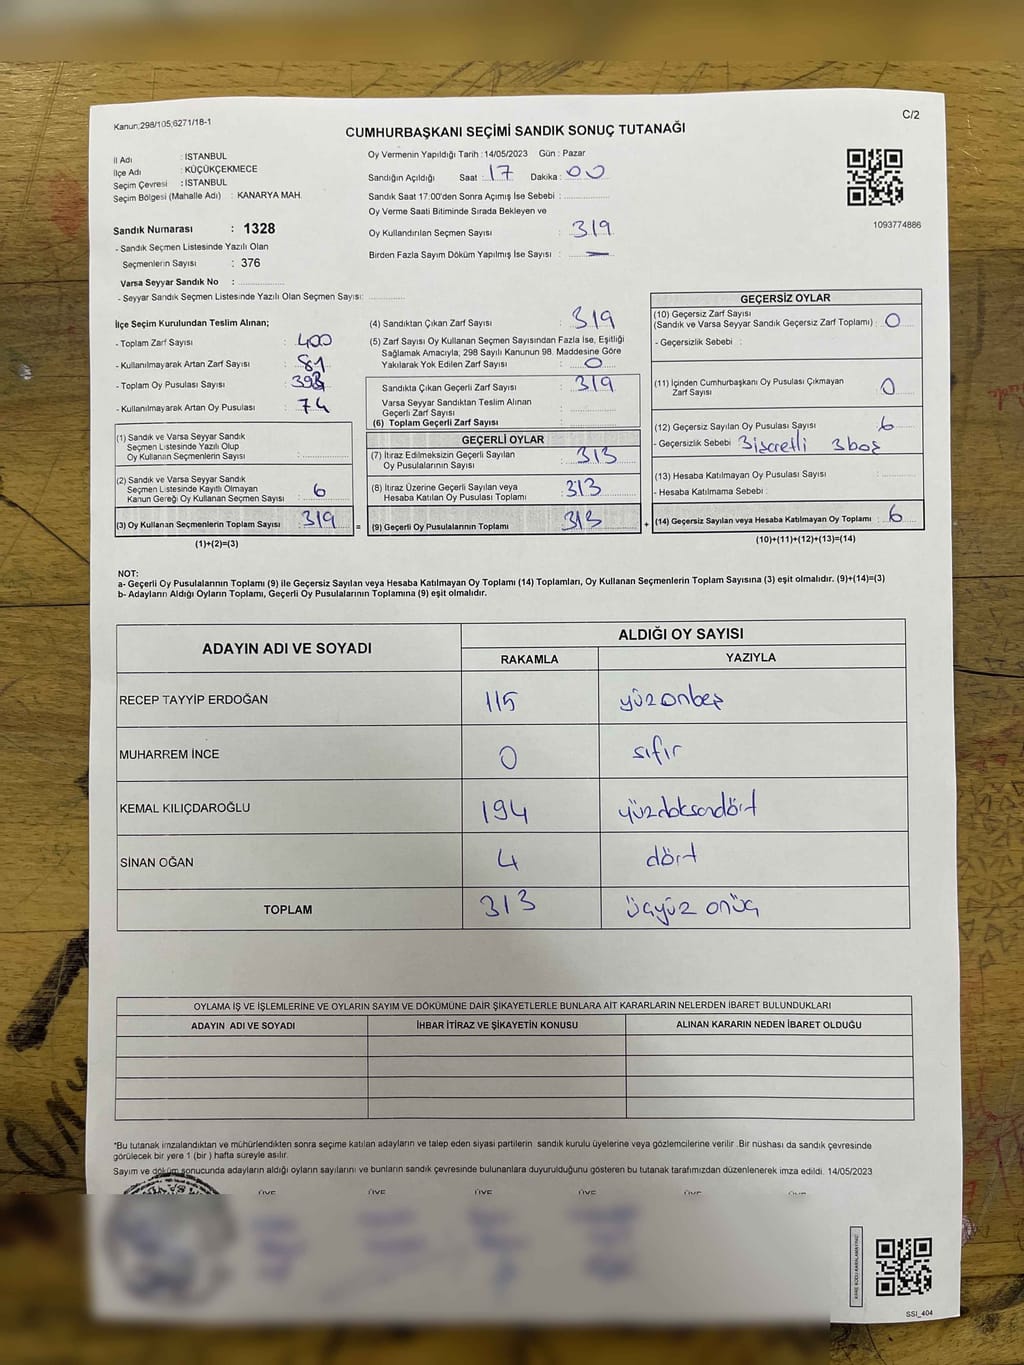 Kanun;298/105;6271/18-1
C/2
CUMHURBAŞKANI SEÇİMİ SANDIK SONUÇ TUTANAĞI
İl Adı : İSTANBUL
İlçe Adı : KÜÇÜKÇEKMECE
Seçim Çevresi : İSTANBUL
Seçim Bölgesi (Mahalle Adı) : KANARYA MAH.
Sandık Numarası : 1328
- Sandık Seçmen Listesinde Yazılı Olan
Seçmenlerin Sayısı : 376
Varsa Seyyar Sandık No :
- Seyyar Sandık Seçmen Listesinde Yazılı Olan Seçmen Sayısı:
Oy Vermenin Yapıldığı Tarih : 14/05/2023 Gün : Pazar
Sandığın Açıldığı Saat : 17 Dakika : 00
Sandık Saat 17:00'den Sonra Açımış İse Sebebi :
Oy Verme Saati Bitiminde Sırada Bekleyen ve
Oy Kullandırılan Seçmen Sayısı : 319
Birden Fazla Sayım Döküm Yapılmış İse Sayısı : —
1093774886
İlçe Seçim Kurulundan Teslim Alınan;
- Toplam Zarf Sayısı : 400
- Kullanılmayarak Artan Zarf Sayısı : 81
- Toplam Oy Pusulası Sayısı :
- Kullanılmayarak Artan Oy Pusulası : 74
(1) Sandık ve Varsa Seyyar Sandık
Seçmen Listesinde Yazılı Olup
Oy Kullanan Seçmenlerin Sayısı :
(2) Sandık ve Varsa Seyyar Sandık
Seçmen Listesinde Kayıtlı Olmayan
Kanun Gereği Oy Kullanan Seçmen Sayısı : 6
(3) Oy Kullanan Seçmenlerin Toplam Sayısı : 319 =
(1)+(2)=(3)
(4) Sandıktan Çıkan Zarf Sayısı : 319
(5) Zarf Sayısı Oy Kullanan Seçmen Sayısından Fazla İse, Eşitliği
Sağlamak Amacıyla, 298 Sayılı Kanunun 98. Maddesine Göre
Yakılarak Yok Edilen Zarf Sayısı : 0
Sandıkta Çıkan Geçerli Zarf Sayısı : 319
Varsa Seyyar Sandıktan Teslim Alınan
Geçerli Zarf Sayısı :
(6) Toplam Geçerli Zarf Sayısı :
GEÇERLİ OYLAR
(7) İtiraz Edilmeksizin Geçerli Sayılan
Oy Pusulalarının Sayısı : 313
(8) İtiraz Üzerine Geçerli Sayılan veya
Hesaba Katılan Oy Pusulası Toplamı : 313
(9) Geçerli Oy Pusulalarının Toplamı : 313 +
GEÇERSİZ OYLAR
(10) Geçersiz Zarf Sayısı
(Sandık ve Varsa Seyyar Sandık Geçersiz Zarf Toplamı) : 0
- Geçersizlik Sebebi :
(11) İçinden Cumhurbaşkanı Oy Pusulası Çıkmayan
Zarf Sayısı : 0
(12) Geçersiz Sayılan Oy Pusulası Sayısı : 6
- Geçersizlik Sebebi : 3 işaretli 3 boş
(13) Hesaba Katılmayan Oy Pusulası Sayısı :
- Hesaba Katılmama Sebebi :
(14) Geçersiz Sayılan veya Hesaba Katılmayan Oy Toplamı : 6
(10)+(11)+(12)+(13)=(14)
NOT:
a- Geçerli Oy Pusulalarının Toplamı (9) ile Geçersiz Sayılan veya Hesaba Katılmayan Oy Toplamı (14) Toplamları, Oy Kullanan Seçmenlerin Toplam Sayısına (3) eşit olmalıdır. (9)+(14)=(3)
b- Adayların Aldığı Oyların Toplamı, Geçerli Oy Pusulalarının Toplamına (9) eşit olmalıdır.
ADAYIN ADI VE SOYADI
ALDIĞI OY SAYISI
RAKAMLA YAZIYLA
RECEP TAYYİP ERDOĞAN 115 yüzonbeş
MUHARREM İNCE 0 sıfır
KEMAL KILIÇDAROĞLU 194 yüzdoksandört
SİNAN OĞAN 4 dört
TOPLAM 313 üçyüz onüç
OYLAMA İŞ VE İŞLEMLERİNE VE OYLARIN SAYIM VE DÖKÜMÜNE DAİR ŞİKAYETLERLE BUNLARA AİT KARARLARIN NELERDEN İBARET BULUNDUKLARI
ADAYIN ADI VE SOYADI İHBAR İTİRAZ VE ŞİKAYETİN KONUSU ALINAN KARARIN NEDEN İBARET OLDUĞU
*Bu tutanak imzalandıktan ve mühürlendikten sonra seçime katılan adayların ve talep eden siyasi partilerin sandık kurulu üyelerine veya gözlemcilerine verilir .Bir nüshası da sandık çevresinde
görülecek bir yere 1 (bir ) hafta süreyle asılır.
Sayım ve döküm sonucunda adayların aldığı oyların sayılarını ve bunların sandık çevresinde bulunanlara duyurulduğunu gösteren bu tutanak tarafımızdan düzenlenerek imza edildi. 14/05/2023
ÜYE ÜYE ÜYE ÜYE ÜYE ÜYE
SSI_404